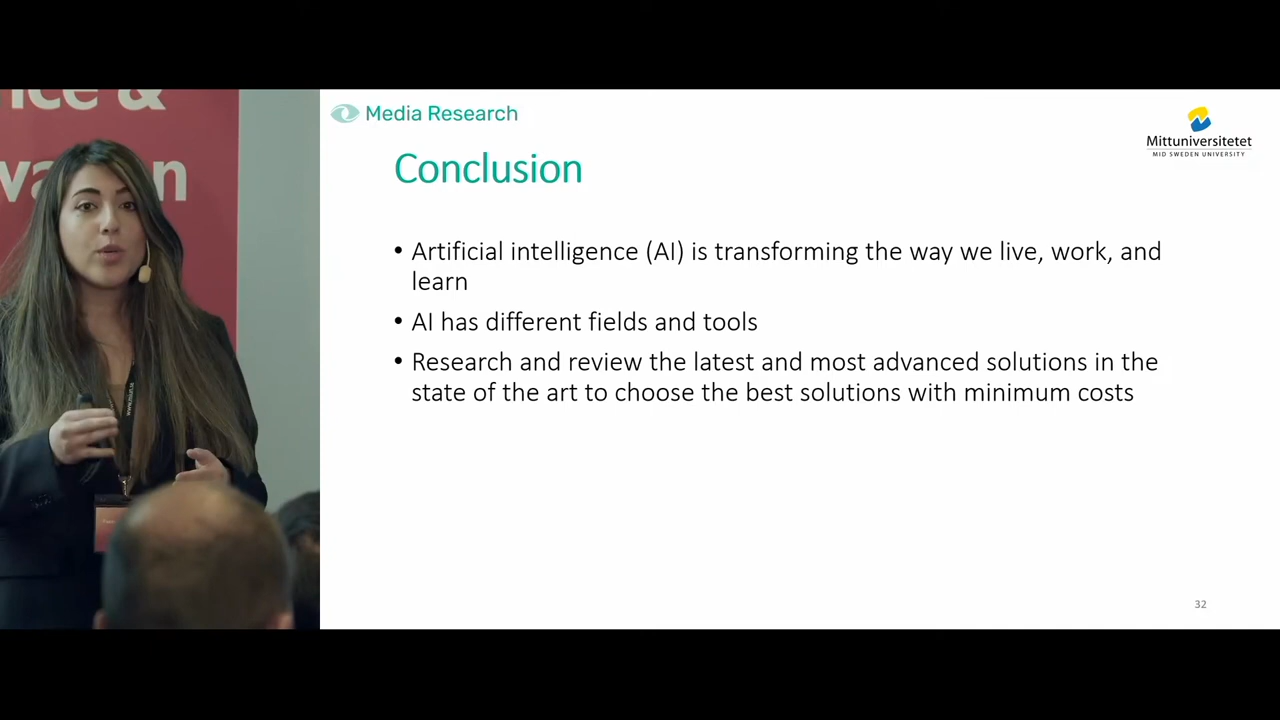 Media Research
Mittuniversitetet
MID SWEDEN UNIVERSITY
Conclusion
• Artificial intelligence (AI) is transforming the way we live, work, and
learn
• AI has different fields and tools
• Research and review the latest and most advanced solutions in the
state of the art to choose the best solutions with minimum costs
32